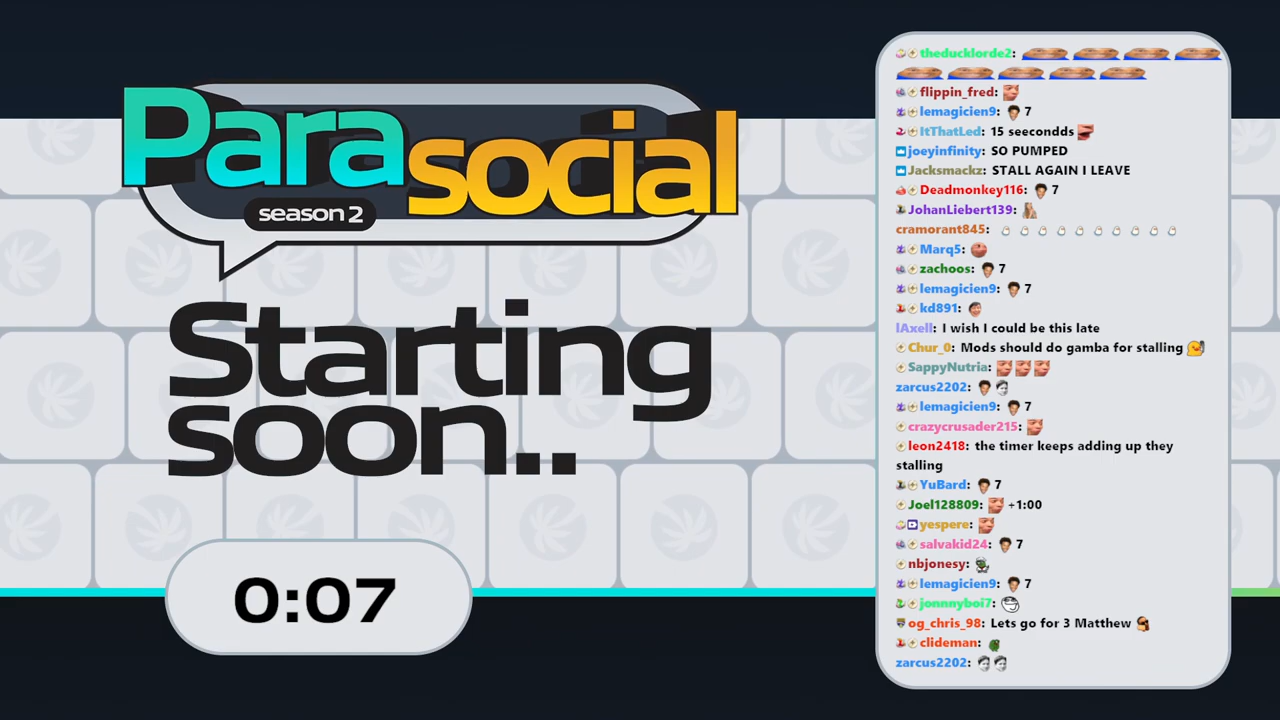 Parasocial
season 2
Starting
soon..
0:07
theducklorde2:
flippin_fred:
lemagicien9: 7
ItThatLed: 15 seecondds
joeyinfinity: SO PUMPED
Jacksmackz: STALL AGAIN I LEAVE
Deadmonkey116: 7
JohanLiebert139:
cramorant845:
Marq5:
zachoos: 7
lemagicien9: 7
kd891:
lAxell: I wish I could be this late
Chur_0: Mods should do gamba for stalling
SappyNutria:
zarcus2202:
lemagicien9: 7
crazycrusader215:
leon2418: the timer keeps adding up they
stalling
YuBard: 7
Joel128809: +1:00
yespere:
salvakid24: 7
nbjonesy:
lemagicien9: 7
jonnnyboi7:
og_chris_98: Lets go for 3 Matthew
clideman:
zarcus2202: